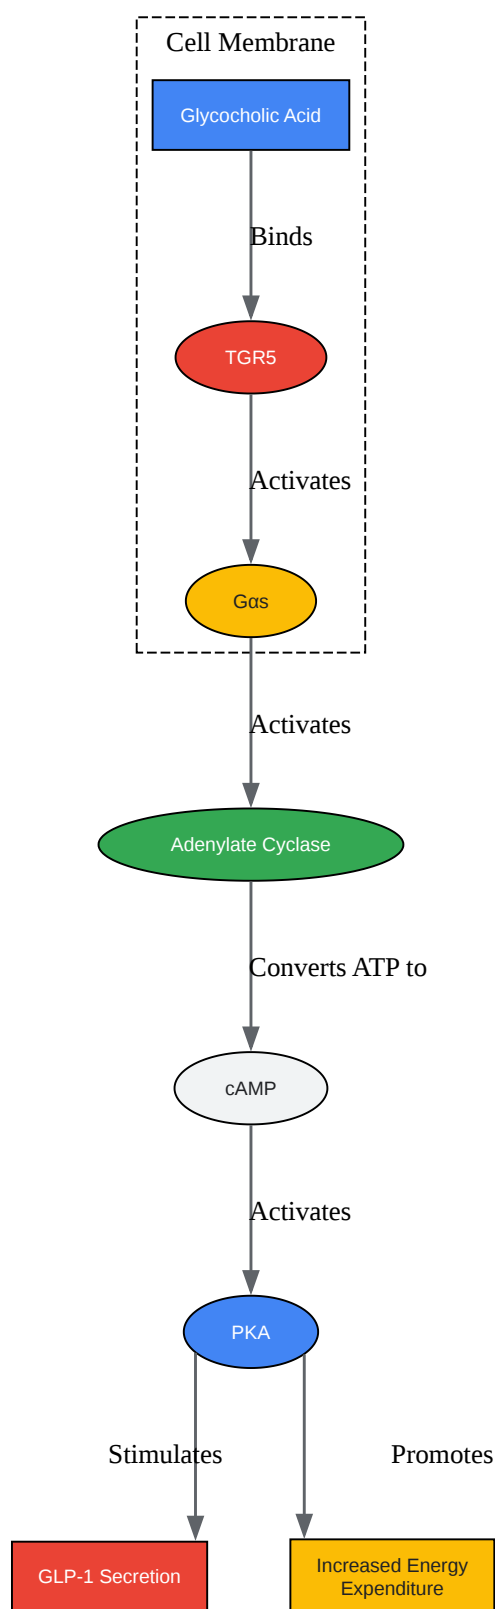 Cell Membrane
Glycocholic Acid
Binds
TGR5
Activates
Gαs
Activates
Adenylate Cyclase
Converts ATP to
cAMP
Activates
PKA
Stimulates
Promotes
GLP-1 Secretion
Increased Energy
Expenditure